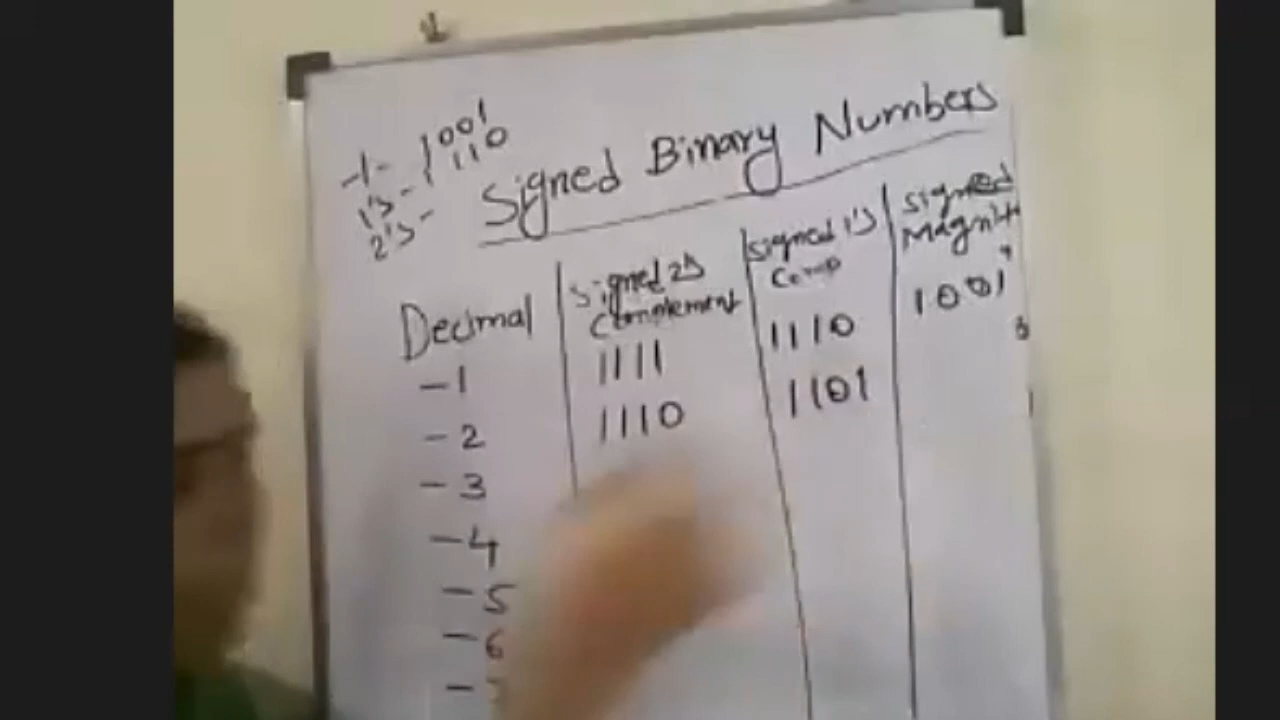 -1- 1001
1's - 1110
2's -
Signed Binary Numbers
Decimal Signed 2's Complement Signed 1's Comp Signed
-1 1111 1110 1001
-2 1110 1101
-3
-4
-5
-6
-